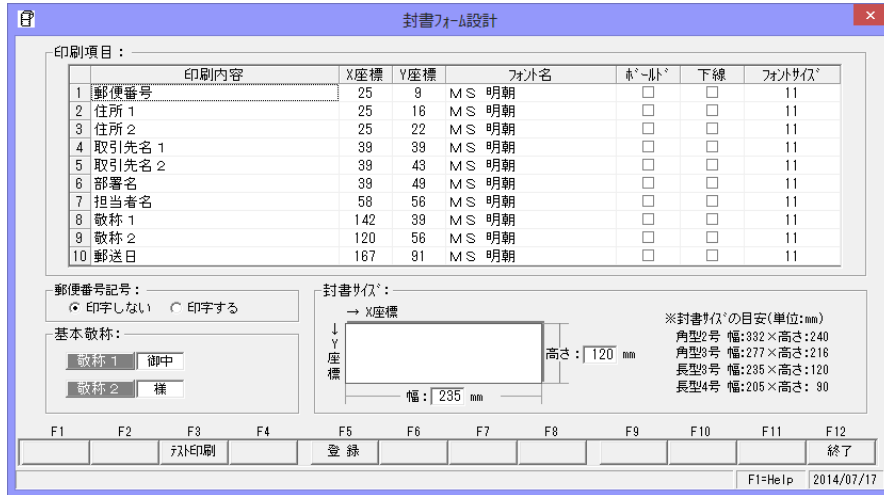 封書ﾌｫｰﾑ設計
印刷項目：
印刷内容 X座標 Y座標 ﾌｫﾝﾄ名 ﾎﾞｰﾙﾄﾞ 下線 ﾌｫﾝﾄｻｲｽﾞ
1 郵便番号 25 9 ＭＳ 明朝 11
2 住所１ 25 16 ＭＳ 明朝 11
3 住所２ 25 22 ＭＳ 明朝 11
4 取引先名１ 39 39 ＭＳ 明朝 11
5 取引先名２ 39 43 ＭＳ 明朝 11
6 部署名 39 49 ＭＳ 明朝 11
7 担当者名 58 56 ＭＳ 明朝 11
8 敬称１ 142 39 ＭＳ 明朝 11
9 敬称２ 120 56 ＭＳ 明朝 11
10 郵送日 167 91 ＭＳ 明朝 11
郵便番号記号：
印字しない 印字する
基本敬称：
敬称１ 御中
敬称２ 様
封書ｻｲｽﾞ：
→ X座標
↓Y座標
高さ： 120 mm
幅： 235 mm
※封書ｻｲｽﾞの目安(単位:mm)
角型2号 幅:332×高さ:240
角型3号 幅:277×高さ:216
長型3号 幅:235×高さ:120
長型4号 幅:205×高さ: 90
F1 F2 F3 F4 F5 F6 F7 F8 F9 F10 F11 F12
ﾃｽﾄ印刷 登 録 終了
F1=Help 2014/07/17